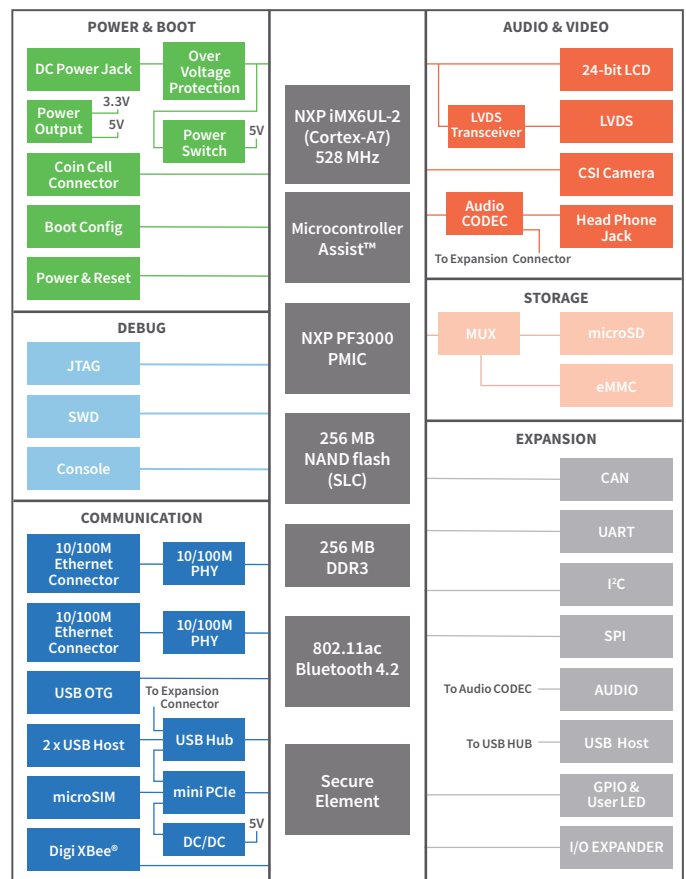 POWER & BOOT
DC Power Jack
Over
Voltage
Protection
Power
Output
3.3V
5V
Power
Switch
5V
Coin Cell
Connector
Boot Config
Power & Reset
DEBUG
JTAG
SWD
Console
COMMUNICATION
10/100M
Ethernet
Connector
10/100M
PHY
10/100M
Ethernet
Connector
10/100M
PHY
USB OTG
To Expansion
Connector
2 x USB Host
USB Hub
microSIM
mini PCIe
5V
DC/DC
Digi XBee®
NXP iMX6UL-2
(Cortex-A7)
528 MHz
Microcontroller
Assist™
NXP PF3000
PMIC
256 MB
NAND flash
(SLC)
256 MB
DDR3
802.11ac
Bluetooth 4.2
Secure
Element
AUDIO & VIDEO
24-bit LCD
LVDS
Transceiver
LVDS
CSI Camera
Audio
CODEC
Head Phone
Jack
To Expansion Connector
STORAGE
MUX
microSD
eMMC
EXPANSION
CAN
UART
I²C
SPI
To Audio CODEC
AUDIO
To USB HUB
USB Host
GPIO &
User LED
I/O EXPANDER